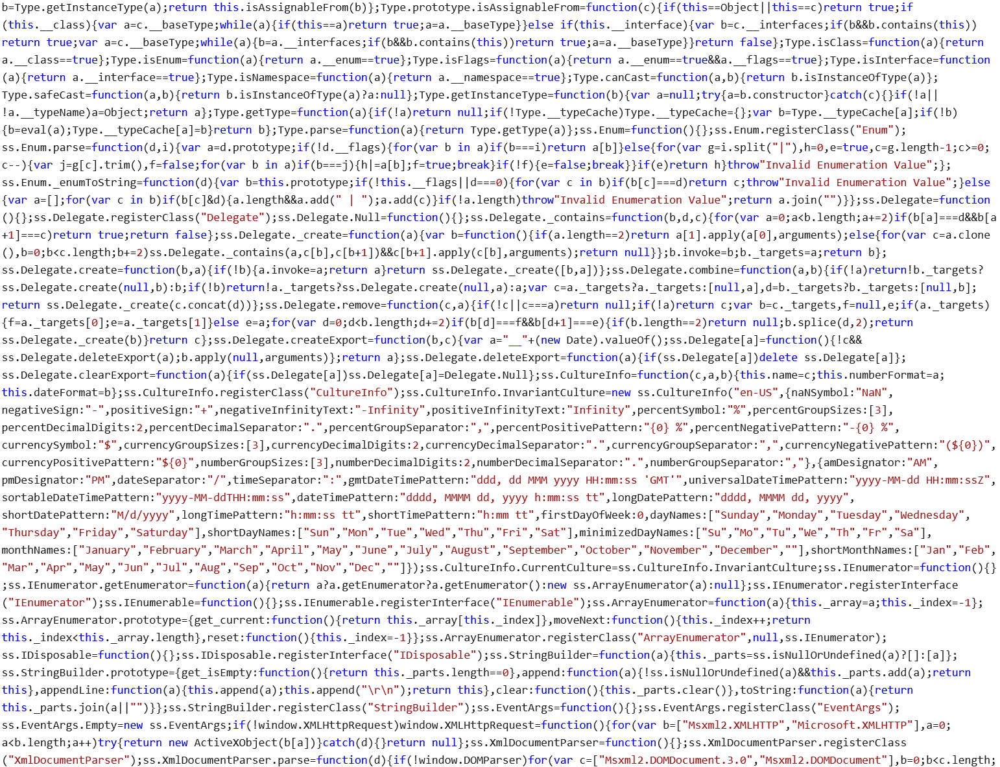 b=Type.getInstanceType(a);return this.isAssignableFrom(b)};Type.prototype.isAssignableFrom=function(c){if(this==Object||this==c)return true;if
(this.__class){var a=c.__baseType;while(a){if(this==a)return true;a=a.__baseType}}else if(this.__interface){var b=c.__interfaces;if(b&&b.contains(this))
return true;var a=c.__baseType;while(a){b=a.__interfaces;if(b&&b.contains(this))return true;a=a.__baseType}}return false};Type.isClass=function(a){return
a.__class==true};Type.isEnum=function(a){return a.__enum==true};Type.isFlags=function(a){return a.__enum==true&&a.__flags==true};Type.isInterface=function
(a){return a.__interface==true};Type.isNamespace=function(a){return a.__namespace==true};Type.canCast=function(a,b){return b.isInstanceOfType(a)};
Type.safeCast=function(a,b){return b.isInstanceOfType(a)?a:null};Type.getInstanceType=function(b){var a=null;try{a=b.constructor}catch(c){}if(!a||
!a.__typeName)a=Object;return a};Type.getType=function(a){if(!a)return null;if(!Type.__typeCache)Type.__typeCache={};var b=Type.__typeCache[a];if(!b)
{b=eval(a);Type.__typeCache[a]=b}return b};Type.parse=function(a){return Type.getType(a)};ss.Enum=function(){};ss.Enum.registerClass("Enum");
ss.Enum.parse=function(d,i){var a=d.prototype;if(!d.__flags){for(var b in a)if(b===i)return a[b]}else{for(var g=i.split("|"),h=0,e=true,c=g.length-1;c>=0;
c--){var j=g[c].trim(),f=false;for(var b in a)if(b===j){h|=a[b];f=true;break}if(!f){e=false;break}}if(e)return h}throw"Invalid Enumeration Value";};
ss.Enum._enumToString=function(d){var b=this.prototype;if(!this.__flags||d===0){for(var c in b)if(b[c]===d)return c;throw"Invalid Enumeration Value";}else
{var a=[];for(var c in b)if(b[c]&d){a.length&&a.add(" | ");a.add(c)}if(!a.length)throw"Invalid Enumeration Value";return a.join("")}};ss.Delegate=function
(){};ss.Delegate.registerClass("Delegate");ss.Delegate.Null=function(){};ss.Delegate._contains=function(b,d,c){for(var a=0;a<b.length;a+=2)if(b[a]===d&&b[a
+1]===c)return true;return false};ss.Delegate._create=function(a){var b=function(){if(a.length==2)return a[1].apply(a[0],arguments);else{for(var c=a.clone
(),b=0;b<c.length;b+=2)ss.Delegate._contains(a,c[b],c[b+1])&&c[b+1].apply(c[b],arguments);return null}};b.invoke=b;b._targets=a;return b};
ss.Delegate.create=function(b,a){if(!b){a.invoke=a;return a}return ss.Delegate._create([b,a])};ss.Delegate.combine=function(a,b){if(!a)return!b._targets?
ss.Delegate.create(null,b):b;if(!b)return!a._targets?ss.Delegate.create(null,a):a;var c=a._targets?a._targets:[null,a],d=b._targets?b._targets:[null,b];
return ss.Delegate._create(c.concat(d))};ss.Delegate.remove=function(c,a){if(!c||c===a)return null;if(!a)return c;var b=c._targets,f=null,e;if(a._targets)
{f=a._targets[0];e=a._targets[1]}else e=a;for(var d=0;d<b.length;d+=2)if(b[d]===f&&b[d+1]===e){if(b.length==2)return null;b.splice(d,2);return
ss.Delegate._create(b)}return c};ss.Delegate.createExport=function(b,c){var a="__"+(new Date).valueOf();ss.Delegate[a]=function(){!c&&
ss.Delegate.deleteExport(a);b.apply(null,arguments)};return a};ss.Delegate.deleteExport=function(a){if(ss.Delegate[a])delete ss.Delegate[a]};
ss.Delegate.clearExport=function(a){if(ss.Delegate[a])ss.Delegate[a]=Delegate.Null};ss.CultureInfo=function(c,a,b){this.name=c;this.numberFormat=a;
this.dateFormat=b};ss.CultureInfo.registerClass("CultureInfo");ss.CultureInfo.InvariantCulture=new ss.CultureInfo("en-US",{naNSymbol:"NaN",
negativeSign:"-",positiveSign:"+",negativeInfinityText:"-Infinity",positiveInfinityText:"Infinity",percentSymbol:"%",percentGroupSizes:[3],
percentDecimalDigits:2,percentDecimalSeparator:".",percentGroupSeparator:",",percentPositivePattern:"{0} %",percentNegativePattern:"-{0} %",
currencySymbol:"$",currencyGroupSizes:[3],currencyDecimalDigits:2,currencyDecimalSeparator:".",currencyGroupSeparator:",",currencyNegativePattern:"(${0})",
currencyPositivePattern:"${0}",numberGroupSizes:[3],numberDecimalDigits:2,numberDecimalSeparator:".",numberGroupSeparator:","},{amDesignator:"AM",
pmDesignator:"PM",dateSeparator:"/",timeSeparator:":",gmtDateTimePattern:"ddd, dd MMM yyyy HH:mm:ss 'GMT'",universalDateTimePattern:"yyyy-MM-dd HH:mm:ssZ",
sortableDateTimePattern:"yyyy-MM-ddTHH:mm:ss",dateTimePattern:"dddd, MMMM dd, yyyy h:mm:ss tt",longDatePattern:"dddd, MMMM dd, yyyy",
shortDatePattern:"M/d/yyyy",longTimePattern:"h:mm:ss tt",shortTimePattern:"h:mm tt",firstDayOfWeek:0,dayNames:["Sunday","Monday","Tuesday","Wednesday",
"Thursday","Friday","Saturday"],shortDayNames:["Sun","Mon","Tue","Wed","Thu","Fri","Sat"],minimizedDayNames:["Su","Mo","Tu","We","Th","Fr","Sa"],
monthNames:["January","February","March","April","May","June","July","August","September","October","November","December",""],shortMonthNames:["Jan","Feb",
"Mar","Apr","May","Jun","Jul","Aug","Sep","Oct","Nov","Dec",""]});ss.CultureInfo.CurrentCulture=ss.CultureInfo.InvariantCulture;ss.IEnumerator=function(){}
;ss.IEnumerator.getEnumerator=function(a){return a?a.getEnumerator?a.getEnumerator():new ss.ArrayEnumerator(a):null};ss.IEnumerator.registerInterface
("IEnumerator");ss.IEnumerable=function(){};ss.IEnumerable.registerInterface("IEnumerable");ss.ArrayEnumerator=function(a){this._array=a;this._index=-1};
ss.ArrayEnumerator.prototype={get_current:function(){return this._array[this._index]},moveNext:function(){this._index++;return
this._index<this._array.length},reset:function(){this._index=-1}};ss.ArrayEnumerator.registerClass("ArrayEnumerator",null,ss.IEnumerator);
ss.IDisposable=function(){};ss.IDisposable.registerInterface("IDisposable");ss.StringBuilder=function(a){this._parts=ss.isNullOrUndefined(a)?[]:[a]};
ss.StringBuilder.prototype={get_isEmpty:function(){return this._parts.length==0},append:function(a){!ss.isNullOrUndefined(a)&&this._parts.add(a);return
this},appendLine:function(a){this.append(a);this.append("\r\n");return this},clear:function(){this._parts.clear()},toString:function(a){return
this._parts.join(a||"")}};ss.StringBuilder.registerClass("StringBuilder");ss.EventArgs=function(){};ss.EventArgs.registerClass("EventArgs");
ss.EventArgs.Empty=new ss.EventArgs;if(!window.XMLHttpRequest)window.XMLHttpRequest=function(){for(var b=["Msxml2.XMLHTTP","Microsoft.XMLHTTP"],a=0;
a<b.length;a++)try{return new ActiveXObject(b[a])}catch(d){}return null};ss.XmlDocumentParser=function(){};ss.XmlDocumentParser.registerClass
("XmlDocumentParser");ss.XmlDocumentParser.parse=function(d){if(!window.DOMParser)for(var c=["Msxml2.DOMDocument.3.0","Msxml2.DOMDocument"],b=0;b<c.length;